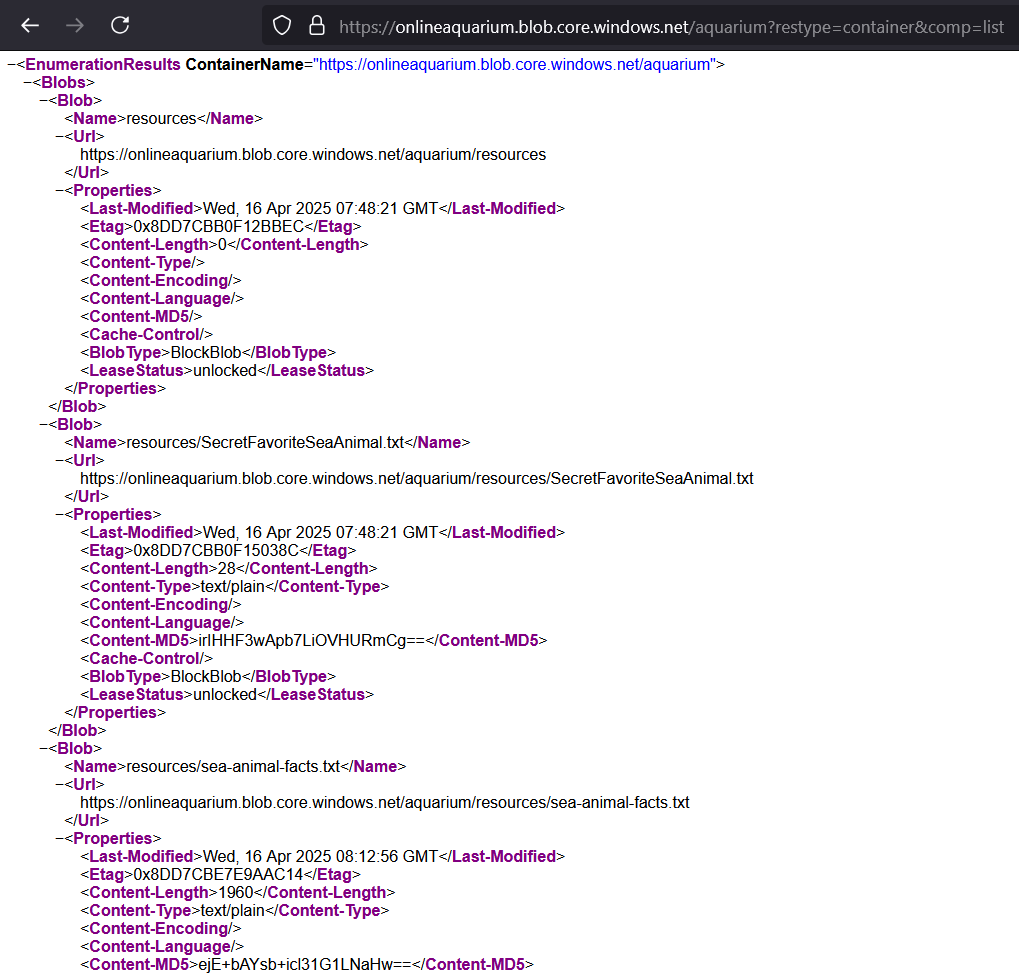 https://onlineaquarium.blob.core.windows.net/aquarium?restype=container&comp=list
−<EnumerationResults ContainerName="https://onlineaquarium.blob.core.windows.net/aquarium">
−<Blobs>
−<Blob>
<Name>resources</Name>
−<Url>
https://onlineaquarium.blob.core.windows.net/aquarium/resources
</Url>
−<Properties>
<Last-Modified>Wed, 16 Apr 2025 07:48:21 GMT</Last-Modified>
<Etag>0x8DD7CBB0F12BBEC</Etag>
<Content-Length>0</Content-Length>
<Content-Type/>
<Content-Encoding/>
<Content-Language/>
<Content-MD5/>
<Cache-Control/>
<BlobType>BlockBlob</BlobType>
<LeaseStatus>unlocked</LeaseStatus>
</Properties>
</Blob>
−<Blob>
<Name>resources/SecretFavoriteSeaAnimal.txt</Name>
−<Url>
https://onlineaquarium.blob.core.windows.net/aquarium/resources/SecretFavoriteSeaAnimal.txt
</Url>
−<Properties>
<Last-Modified>Wed, 16 Apr 2025 07:48:21 GMT</Last-Modified>
<Etag>0x8DD7CBB0F15038C</Etag>
<Content-Length>28</Content-Length>
<Content-Type>text/plain</Content-Type>
<Content-Encoding/>
<Content-Language/>
<Content-MD5>irIHHF3wApb7LiOVHURmCg==</Content-MD5>
<Cache-Control/>
<BlobType>BlockBlob</BlobType>
<LeaseStatus>unlocked</LeaseStatus>
</Properties>
</Blob>
−<Blob>
<Name>resources/sea-animal-facts.txt</Name>
−<Url>
https://onlineaquarium.blob.core.windows.net/aquarium/resources/sea-animal-facts.txt
</Url>
−<Properties>
<Last-Modified>Wed, 16 Apr 2025 08:12:56 GMT</Last-Modified>
<Etag>0x8DD7CBE7E9AAC14</Etag>
<Content-Length>1960</Content-Length>
<Content-Type>text/plain</Content-Type>
<Content-Encoding/>
<Content-Language/>
<Content-MD5>ejE+bAYsb+icl31G1LNaHw==</Content-MD5>